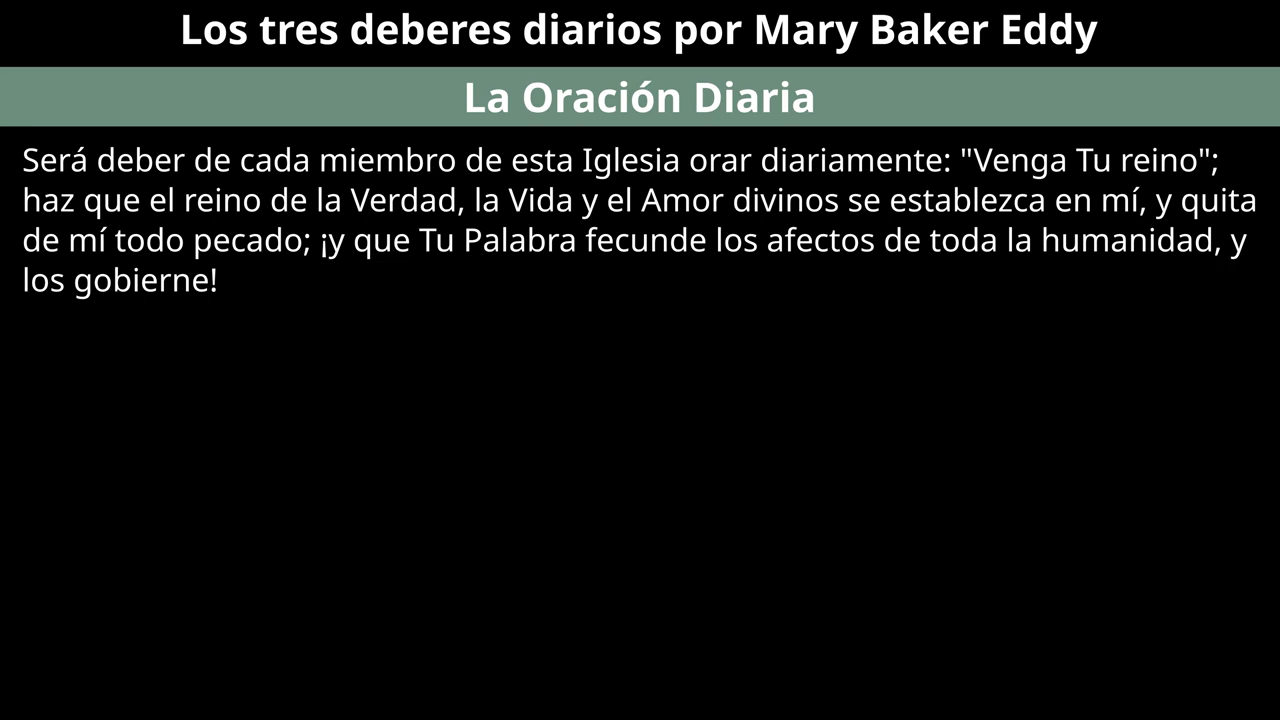 Los tres deberes diarios por Mary Baker Eddy
La Oración Diaria
Será deber de cada miembro de esta Iglesia orar diariamente: "Venga Tu reino";
haz que el reino de la Verdad, la Vida y el Amor divinos se establezca en mí, y quita
de mí todo pecado; ¡y que Tu Palabra fecunde los afectos de toda la humanidad, y
los gobierne!